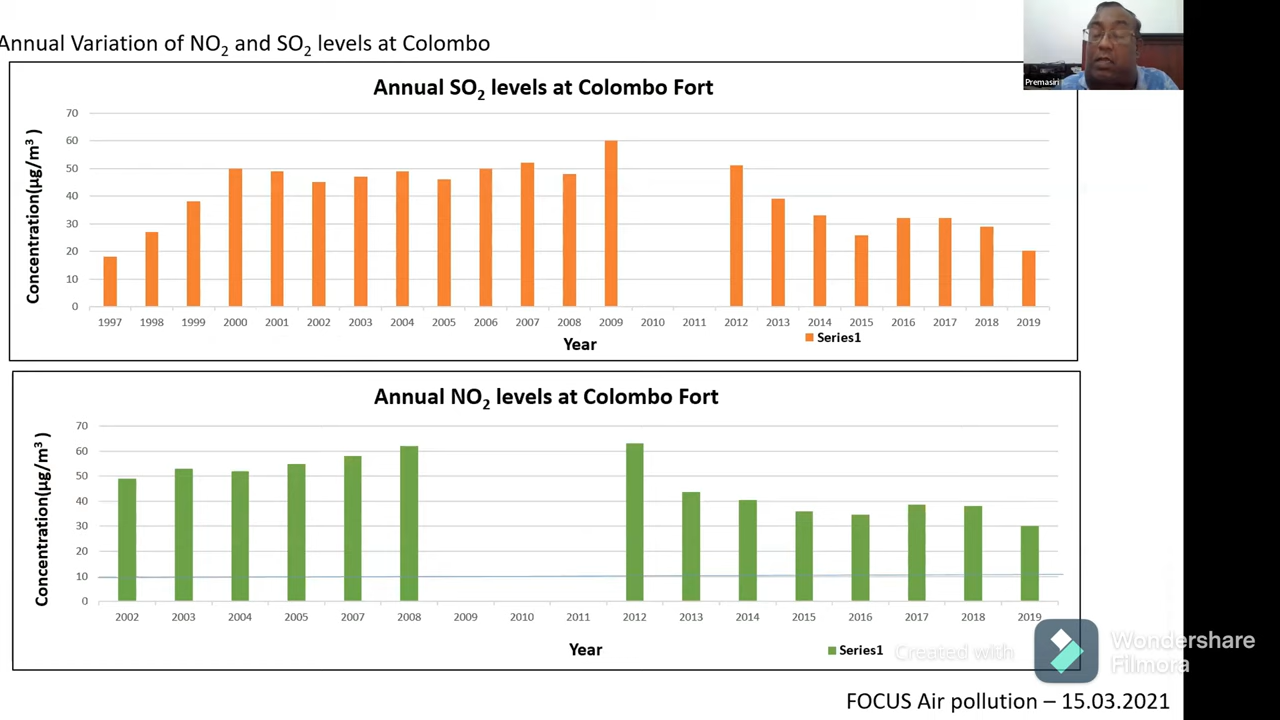 Annual Variation of NO₂ and SO₂ levels at Colombo
Premasiri
Annual SO₂ levels at Colombo Fort
Concentration(µg/m³ )
70
60
50
40
30
20
10
0
1997 1998 1999 2000 2001 2002 2003 2004 2005 2006 2007 2008 2009 2010 2011 2012 2013 2014 2015 2016 2017 2018 2019
Year
Series1
Annual NO₂ levels at Colombo Fort
Concentration(µg/m³ )
70
60
50
40
30
20
10
0
2002 2003 2004 2005 2006 2007 2008 2009 2010 2011 2012 2013 2014 2015 2016 2017 2018 2019
Year
Series1
Created with
Wondershare
Filmora
FOCUS Air pollution – 15.03.2021